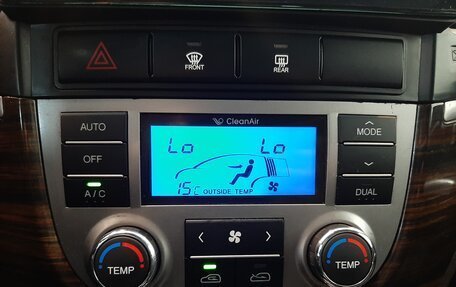 FRONT
REAR
CleanAir
AUTO
OFF
A/C
Lo Lo
15°C OUTSIDE TEMP
MODE
DUAL
TEMP
TEMP